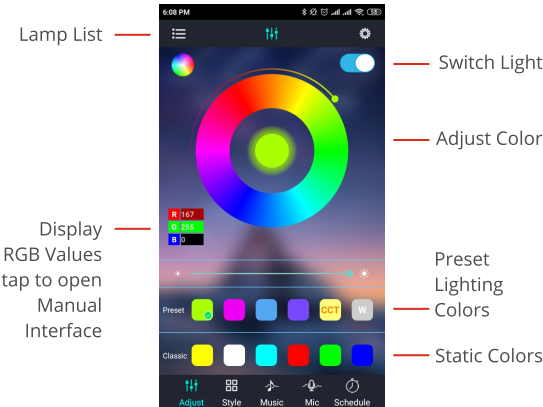 6:08 PM
58
Lamp List
Switch Light
Adjust Color
R 167
G 255
B 0
Display
RGB Values
tap to open
Manual
Interface
Preset
Lighting
Colors
Preset
CCT
W
Static Colors
Classic
Adjust
Style
Music
Mic
Schedule